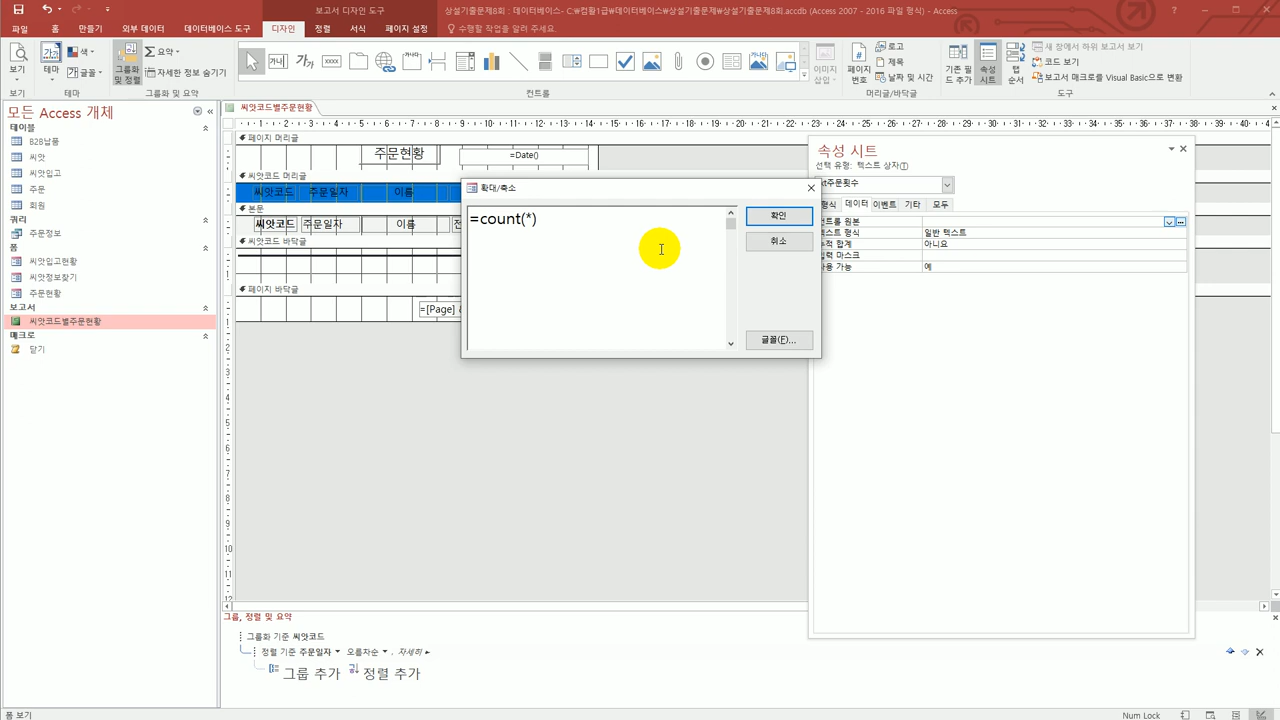 보고서 디자인 도구
상설기출문제8회 : 데이터베이스- C:₩컴활1급₩데이터베이스₩상설기출문제₩상설기출문제8회.accdb (Access 2007 - 2016 파일 형식) - Access
파일 홈 만들기 외부 데이터 데이터베이스 도구 디자인 정렬 서식 페이지 설정 수행할 작업을 알려 주세요.
보기 테마 색 글꼴 그룹화 및 정렬 요약 자세한 정보 숨기기 이미지 삽입 페이지 번호 로고 제목 날짜 및 시간 기존 필드 추가 속성 시트 탭 순서 새 창에서 하위 보고서 보기 코드 보기 보고서 매크로를 Visual Basic으로 변환
보기 테마 그룹화 및 요약 컨트롤 머리글/바닥글 도구
모든 Access 개체
테이블
B2B납품
씨앗
씨앗입고
주문
회원
쿼리
주문정보
폼
씨앗입고현황
씨앗정보찾기
주문현황
보고서
씨앗코드별주문현황
매크로
닫기
씨앗코드별주문현황
페이지 머리글
주문현황 =Date()
씨앗코드 머리글
씨앗코드 주문일자 이름
본문
씨앗코드 주문일자 이름 전
씨앗코드 바닥글
페이지 바닥글
=[Page] &
확대/축소
=count(*)
확인
취소
글꼴(F)...
속성 시트
선택 유형: 텍스트 상자(T)
xt주문횟수
형식 데이터 이벤트 기타 모두
컨트롤 원본
텍스트 형식 일반 텍스트
누적 합계 아니요
입력 마스크
사용 가능 예
그룹, 정렬 및 요약
그룹화 기준 씨앗코드
정렬 기준 주문일자 오름차순 , 자세히
그룹 추가 정렬 추가
폼 보기 Num Lock